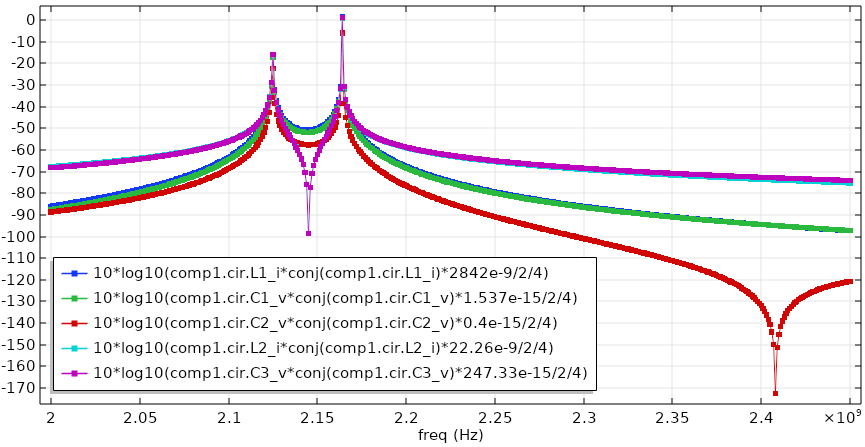 0
-10
-20
-30
-40
-50
-60
-70
-80
-90
-100
-110
-120
-130
-140
-150
-160
-170
10*log10(comp1.cir.L1_i*conj(comp1.cir.L1_i)*2842e-9/2/4)
10*log10(comp1.cir.C1_v*conj(comp1.cir.C1_v)*1.537e-15/2/4)
10*log10(comp1.cir.C2_v*conj(comp1.cir.C2_v)*0.4e-15/2/4)
10*log10(comp1.cir.L2_i*conj(comp1.cir.L2_i)*22.26e-9/2/4)
10*log10(comp1.cir.C3_v*conj(comp1.cir.C3_v)*247.33e-15/2/4)
2 2.05 2.1 2.15 2.2 2.25 2.3 2.35 2.4 ×10⁹
freq (Hz)